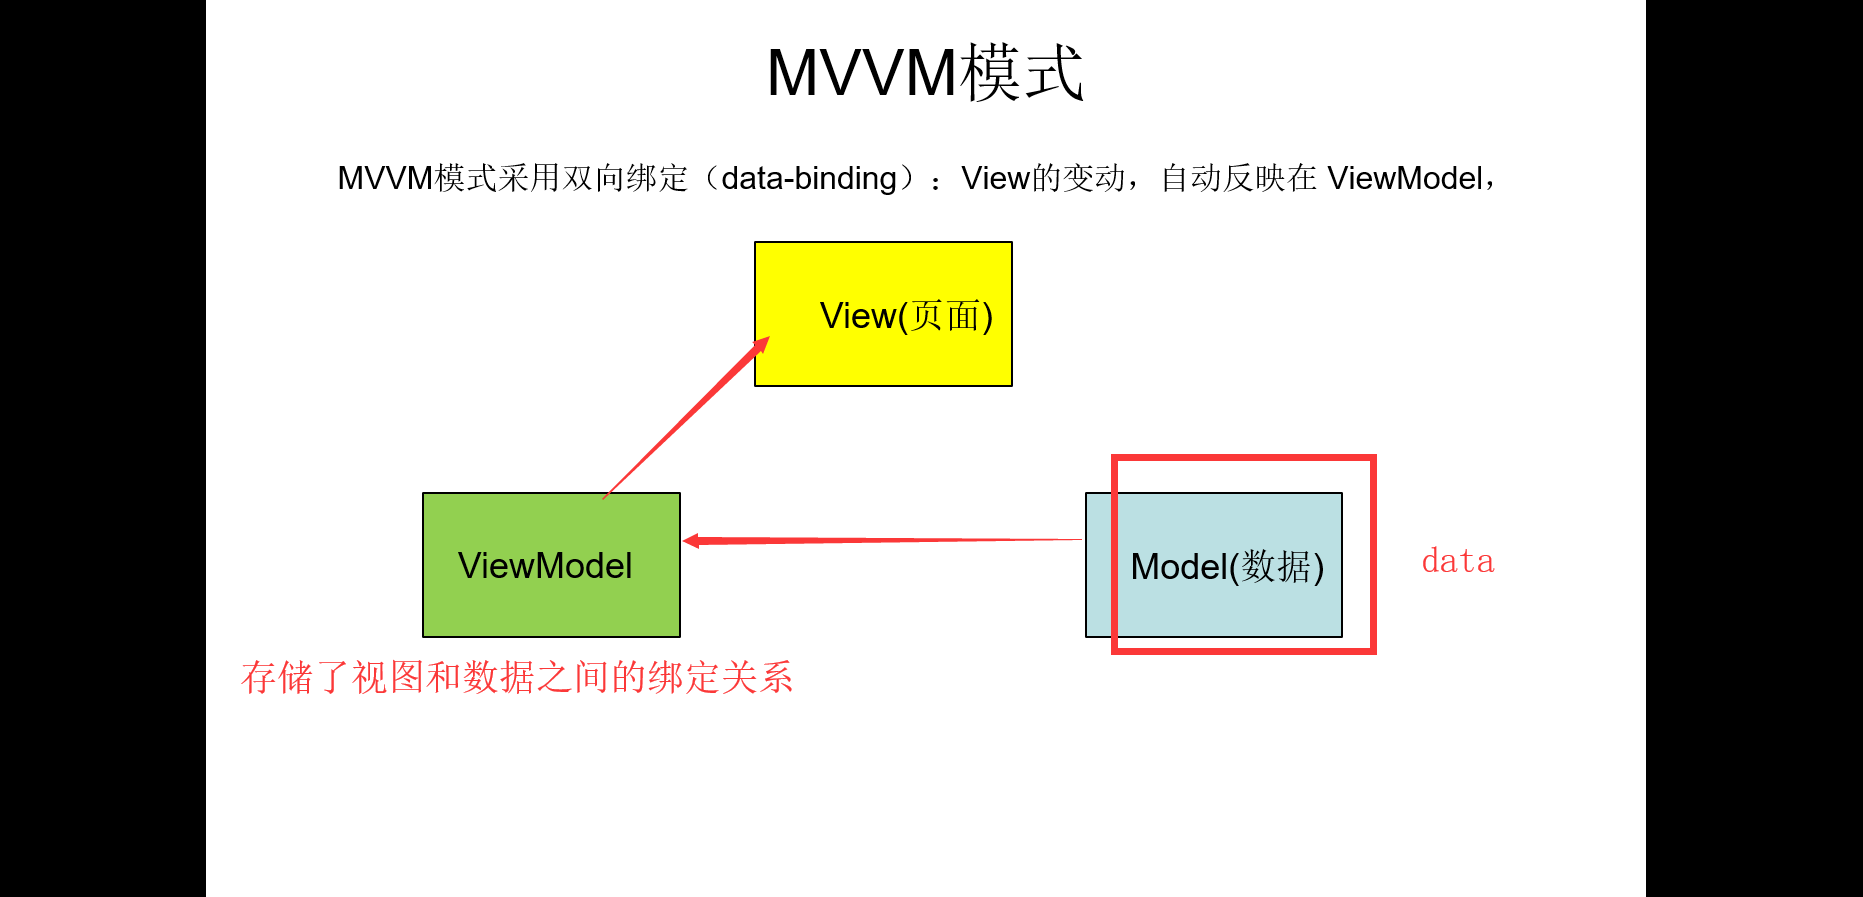 MVVM模式
MVVM模式采用双向绑定（data-binding）：View的变动，自动反映在 ViewModel，
View(页面)
ViewModel
Model(数据)
data
存储了视图和数据之间的绑定关系